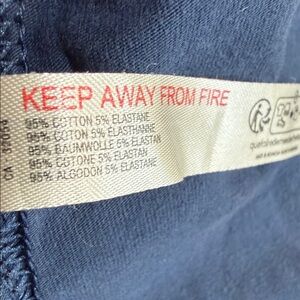 KEEP AWAY FROM FIRE
95% COTTON 5% ELASTANE
95% COTON 5% ELASTHANNE
95% BAUMWOLLE 5% ELASTAN
95% COTONE 5% ELASTAN
95% ALGODON 5% ELASTANE
CA